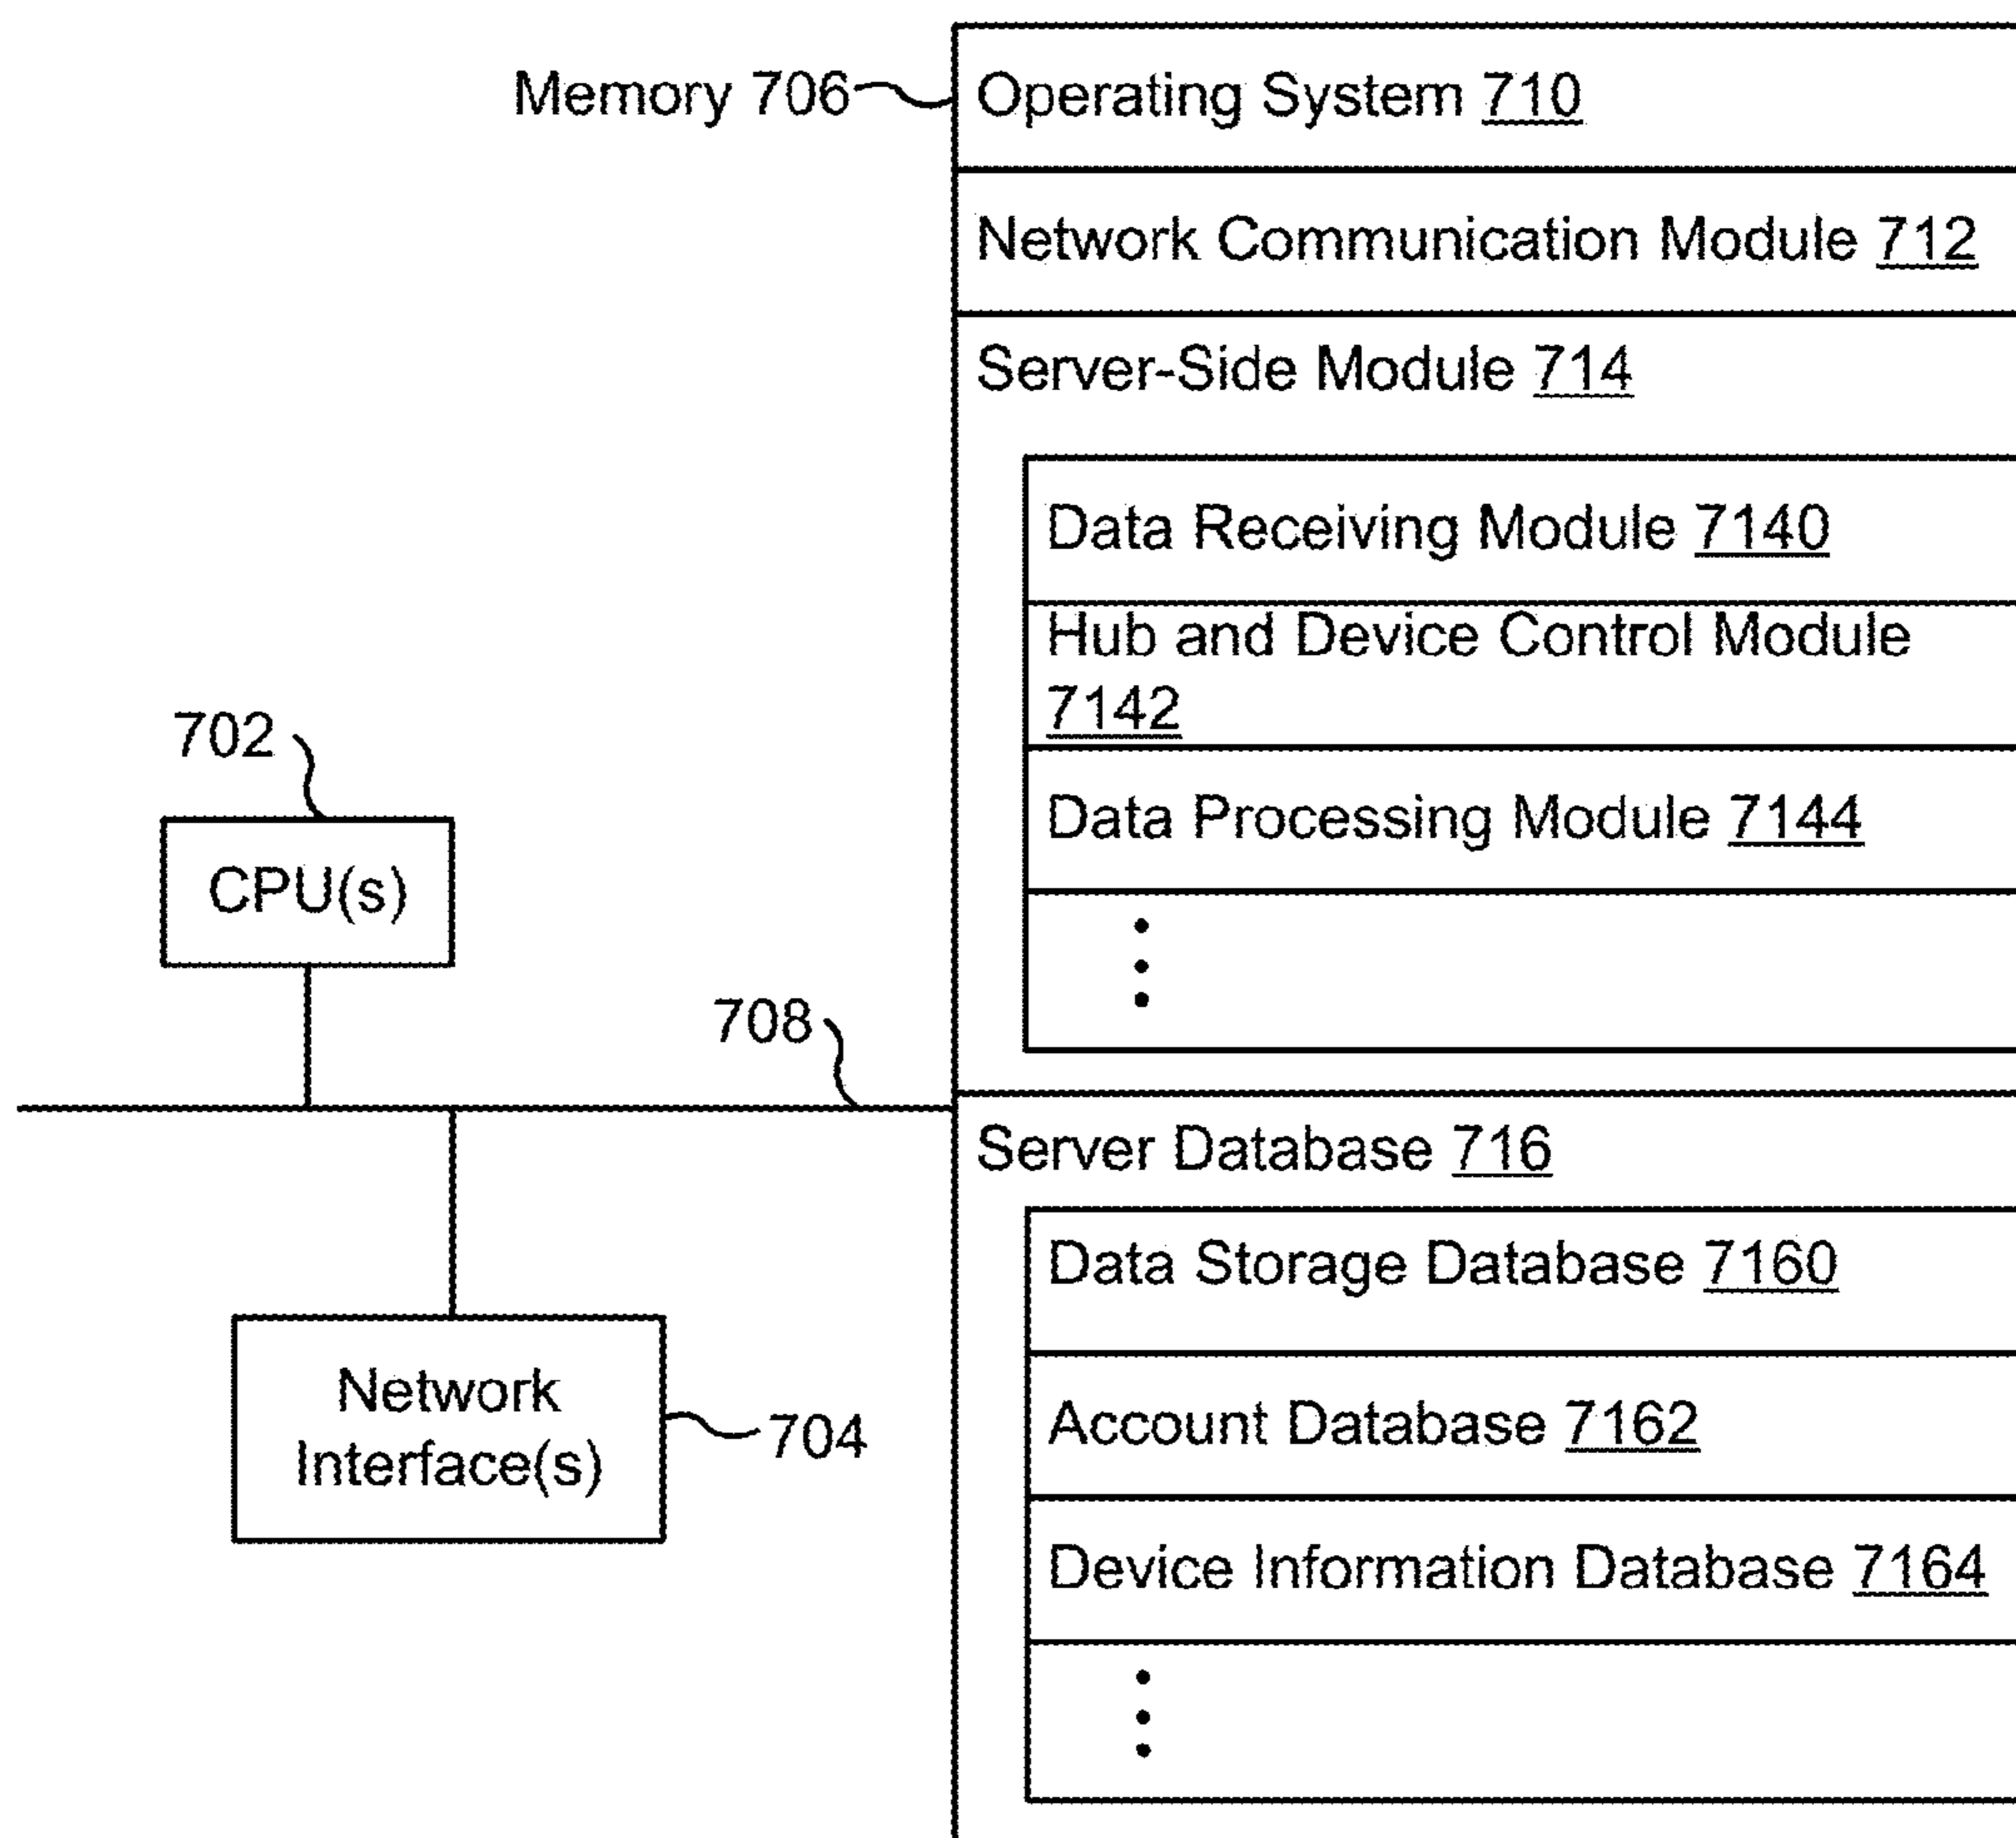 Memory 706
Operating System 710
Network Communication Module 712
Server-Side Module 714
Data Receiving Module 7140
Hub and Device Control Module
7142
Data Processing Module 7144
702
CPU(s)
708
Server Database 716
Data Storage Database 7160
Network
Interface(s)
704
Account Database 7162
Device Information Database 7164